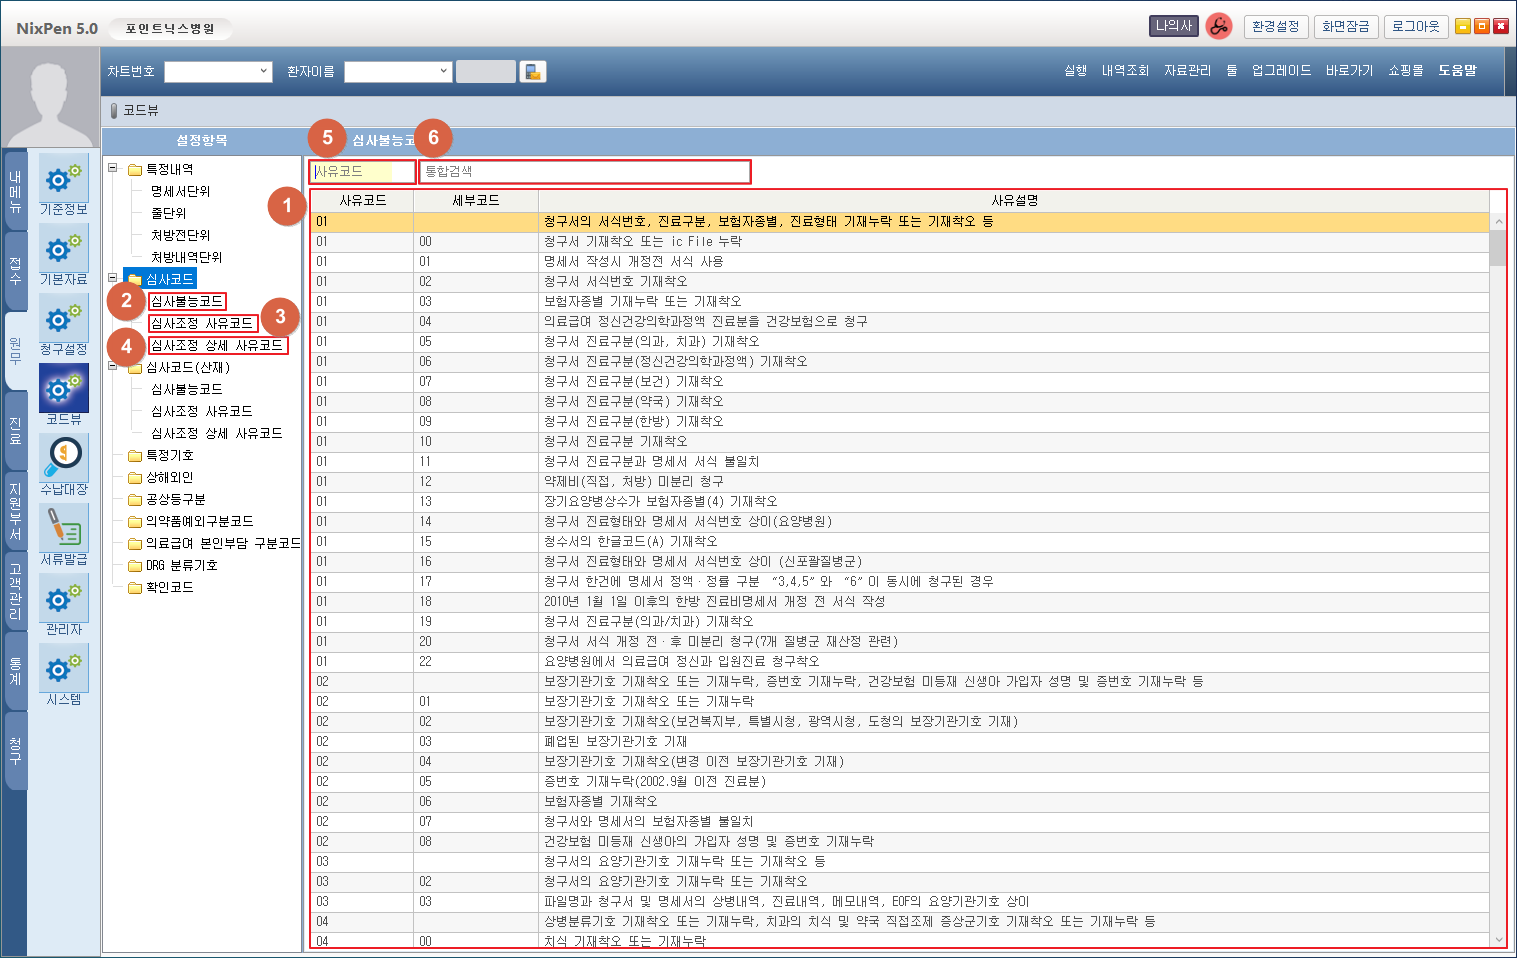 NixPen 5.0 포인트닉스병원 나의사 환경설정 화면잠금 로그아웃
차트번호 환자이름 실행 내역조회 자료관리 툴 업그레이드 바로가기 쇼핑몰 도움말
코드뷰
설정항목
심사불능코
5
6
내메뉴
접수
원무
진료
지원부서
고객관리
통계
청구
기준정보
기본자료
청구설정
코드뷰
수납대장
서류발급
관리자
시스템
특정내역
명세서단위
줄단위
처방전단위
처방내역단위
심사코드
2 심사불능코드
심사조정 사유코드 3
4 심사조정 상세 사유코드
심사코드(산재)
심사불능코드
심사조정 사유코드
심사조정 상세 사유코드
특정기호
상해외인
공상등구분
의약품예외구분코드
의료급여 본인부담 구분코드
DRG 분류기호
확인코드
사유코드 통합검색
1
사유코드 세부코드 사유설명
01 청구서의 서식번호, 진료구분, 보험자종별, 진료형태 기재누락 또는 기재착오 등
01 00 청구서 기재착오 또는 ic File 누락
01 01 명세서 작성시 개정전 서식 사용
01 02 청구서 서식번호 기재착오
01 03 보험자종별 기재누락 또는 기재착오
01 04 의료급여 정신건강의학과정액 진료분을 건강보험으로 청구
01 05 청구서 진료구분(의과, 치과) 기재착오
01 06 청구서 진료구분(정신건강의학과정액) 기재착오
01 07 청구서 진료구분(보건) 기재착오
01 08 청구서 진료구분(약국) 기재착오
01 09 청구서 진료구분(한방) 기재착오
01 10 청구서 진료구분 기재착오
01 11 청구서 진료구분과 명세서 서식 불일치
01 12 약제비(직접, 처방) 미분리 청구
01 13 장기요양병상수가 보험자종별(4) 기재착오
01 14 청구서 진료형태와 명세서 서식번호 상이(요양병원)
01 15 청수서의 한글코드(A) 기재착오
01 16 청구서 진료형태와 명세서 서식번호 상이 (신포괄질병군)
01 17 청구서 한건에 명세서 정액·정률 구분 “3,4,5”와 “6”이 동시에 청구된 경우
01 18 2010년 1월 1일 이후의 한방 진료비명세서 개정 전 서식 작성
01 19 청구서 진료구분(의과/치과) 기재착오
01 20 청구서 서식 개정 전·후 미분리 청구(7개 질병군 재산정 관련)
01 22 요양병원에서 의료급여 정신과 입원진료 청구착오
02 보장기관기호 기재착오 또는 기재누락, 증번호 기재누락, 건강보험 미등재 신생아 가입자 성명 및 증번호 기재누락 등
02 01 보장기관기호 기재착오 또는 기재누락
02 02 보장기관기호 기재착오(보건복지부, 특별시청, 광역시청, 도청의 보장기관기호 기재)
02 03 폐업된 보장기관기호 기재
02 04 보장기관기호 기재착오(변경 이전 보장기관기호 기재)
02 05 증번호 기재누락(2002.9월 이전 진료분)
02 06 보험자종별 기재착오
02 07 청구서와 명세서의 보험자종별 불일치
02 08 건강보험 미등재 신생아의 가입자 성명 및 증번호 기재누락
03 청구서의 요양기관기호 기재누락 또는 기재착오 등
03 02 청구서의 요양기관기호 기재누락 또는 기재착오
03 03 파일명과 청구서 및 명세서의 상병내역, 진료내역, 메모내역, EOF의 요양기관기호 상이
04 상병분류기호 기재착오 또는 기재누락, 치과의 치식 및 약국 직접조제 증상군기호 기재착오 또는 기재누락 등
04 00 치식 기재착오 또는 기재누락